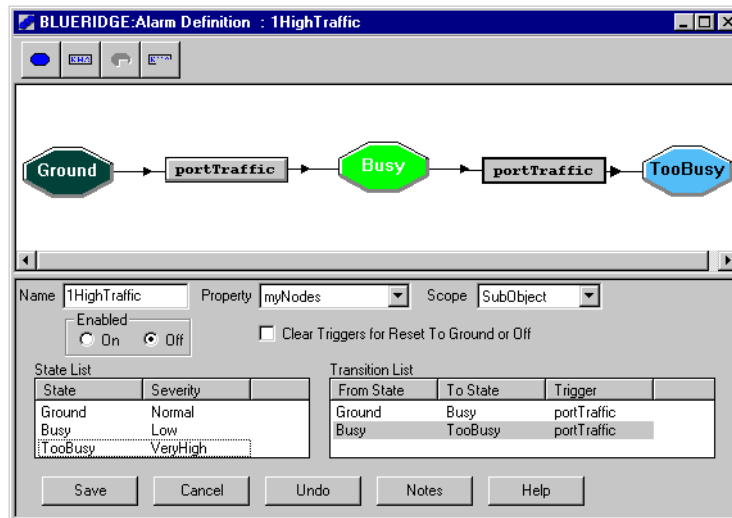 BLUERIDGE:Alarm Definition : 1HighTraffic
Ground portTraffic Busy portTraffic TooBusy
Name 1HighTraffic Property myNodes Scope SubObject
Enabled
On Off Clear Triggers for Reset To Ground or Off
State List Transition List
State Severity From State To State Trigger
Ground Normal Ground Busy portTraffic
Busy Low Busy TooBusy portTraffic
TooBusy VeryHigh
Save Cancel Undo Notes Help